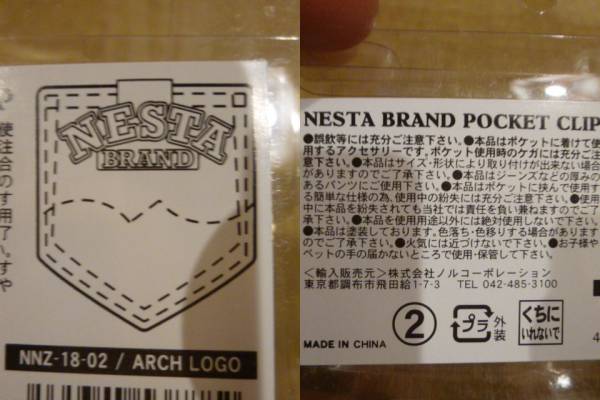 NESTA
BRAND
NNZ-18-02 / ARCH LOGO
NESTA BRAND POCKET CLIP
●誤飲等には充分ご注意下さい。●本品はポケットに着けて使
用するアクセサリーです。ポケット使用時のケガには充分ご注
意下さい。●本品はサイズ・形状により取り付けが出来ない場合
がありますのでご了承下さい。●本品はジーンズなどの厚みの
あるパンツにご使用下さい。●本品はポケットに挟んで使用す
る簡単な仕様の為、使用中の紛失には充分ご注意下さい。●使用
中に本品を紛失されても当社では責任を負い兼ねますのでご了
承下さい。●本品を使用用途以外には絶対使用しないで下さい。
●本品は塗装しております。色落ち・色移りする場合があります
のでご了承下さい。●火気には近づけないで下さい。●お子様や
ペットの手の届かないところで使用・保管して下さい。
＜輸入販売元＞株式会社ノルコーポレーション
東京都調布市飛田給1-7-3 TEL 042-485-3100
MADE IN CHINA
2
プラ
外装
くちに
いれないで
4